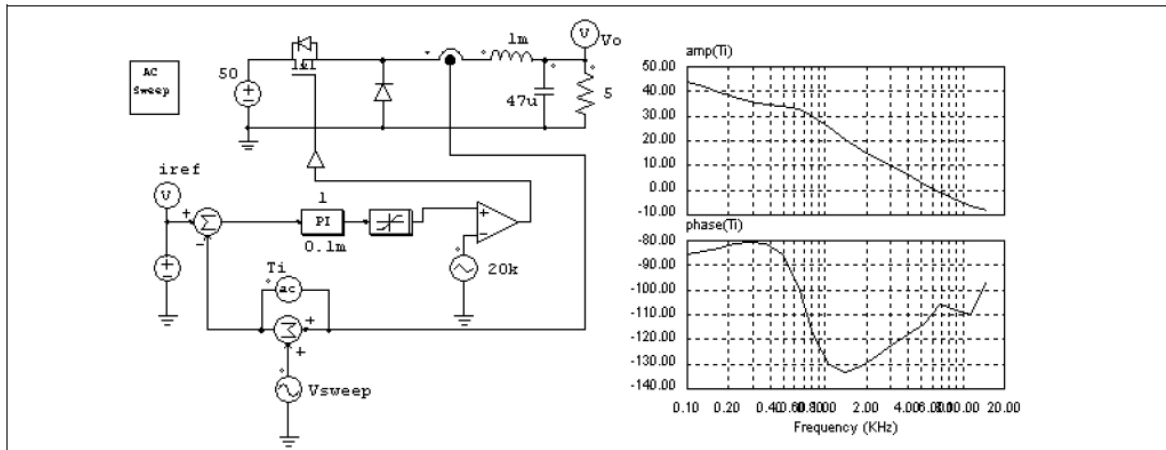 AC
Sweep
50
1m
V
Vo
47u
5
iref
V
Σ
1
PI
0.1m
20k
Ti
ac
Σ
Vsweep
amp(Ti)
50.00
40.00
30.00
20.00
10.00
0.00
-10.00
phase(Ti)
-80.00
-90.00
-100.00
-110.00
-120.00
-130.00
-140.00
0.10 0.20 2.00 20.00
Frequency (KHz)